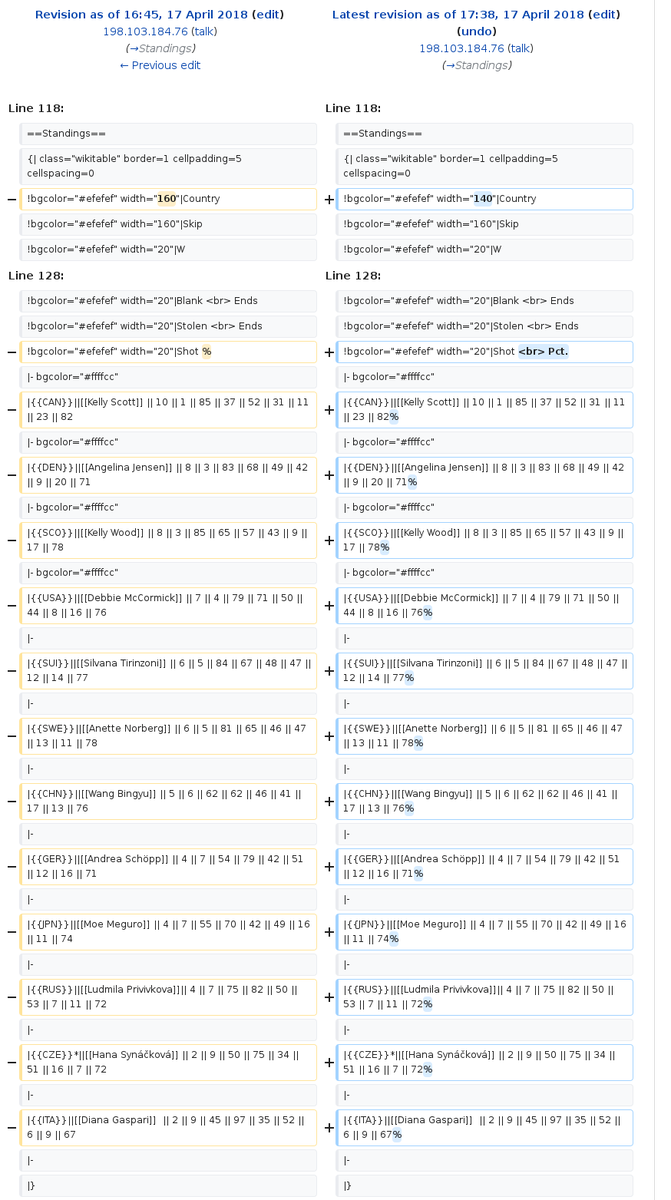 Revision as of 16:45, 17 April 2018 (edit)
198.103.184.76 (talk)
(→Standings)
← Previous edit
Latest revision as of 17:38, 17 April 2018 (edit)
(undo)
198.103.184.76 (talk)
(→Standings)
Line 118:
Line 118:
==Standings==
==Standings==
{| class="wikitable" border=1 cellpadding=5
cellspacing=0
{| class="wikitable" border=1 cellpadding=5
cellspacing=0
− !bgcolor="#efefef" width="160"|Country
+ !bgcolor="#efefef" width="140"|Country
!bgcolor="#efefef" width="160"|Skip
!bgcolor="#efefef" width="160"|Skip
!bgcolor="#efefef" width="20"|W
!bgcolor="#efefef" width="20"|W
Line 128:
Line 128:
!bgcolor="#efefef" width="20"|Blank <br> Ends
!bgcolor="#efefef" width="20"|Blank <br> Ends
!bgcolor="#efefef" width="20"|Stolen <br> Ends
!bgcolor="#efefef" width="20"|Stolen <br> Ends
− !bgcolor="#efefef" width="20"|Shot %
+ !bgcolor="#efefef" width="20"|Shot <br> Pct.
|- bgcolor="#ffffcc"
|- bgcolor="#ffffcc"
− |{{CAN}}||[[Kelly Scott]] || 10 || 1 || 85 || 37 || 52 || 31 || 11
|| 23 || 82
+ |{{CAN}}||[[Kelly Scott]] || 10 || 1 || 85 || 37 || 52 || 31 || 11
|| 23 || 82%
|- bgcolor="#ffffcc"
|- bgcolor="#ffffcc"
− |{{DEN}}||[[Angelina Jensen]] || 8 || 3 || 83 || 68 || 49 || 42
|| 9 || 20 || 71
+ |{{DEN}}||[[Angelina Jensen]] || 8 || 3 || 83 || 68 || 49 || 42
|| 9 || 20 || 71%
|- bgcolor="#ffffcc"
|- bgcolor="#ffffcc"
− |{{SCO}}||[[Kelly Wood]] || 8 || 3 || 85 || 65 || 57 || 43 || 9 ||
17 || 78
+ |{{SCO}}||[[Kelly Wood]] || 8 || 3 || 85 || 65 || 57 || 43 || 9 ||
17 || 78%
|- bgcolor="#ffffcc"
|- bgcolor="#ffffcc"
− |{{USA}}||[[Debbie McCormick]] || 7 || 4 || 79 || 71 || 50 ||
44 || 8 || 16 || 76
+ |{{USA}}||[[Debbie McCormick]] || 7 || 4 || 79 || 71 || 50 ||
44 || 8 || 16 || 76%
|-
|-
− |{{SUI}}||[[Silvana Tirinzoni]] || 6 || 5 || 84 || 67 || 48 || 47 ||
12 || 14 || 77
+ |{{SUI}}||[[Silvana Tirinzoni]] || 6 || 5 || 84 || 67 || 48 || 47 ||
12 || 14 || 77%
|-
|-
− |{{SWE}}||[[Anette Norberg]] || 6 || 5 || 81 || 65 || 46 || 47
|| 13 || 11 || 78
+ |{{SWE}}||[[Anette Norberg]] || 6 || 5 || 81 || 65 || 46 || 47
|| 13 || 11 || 78%
|-
|-
− |{{CHN}}||[[Wang Bingyu]] || 5 || 6 || 62 || 62 || 46 || 41 ||
17 || 13 || 76
+ |{{CHN}}||[[Wang Bingyu]] || 5 || 6 || 62 || 62 || 46 || 41 ||
17 || 13 || 76%
|-
|-
− |{{GER}}||[[Andrea Schöpp]] || 4 || 7 || 54 || 79 || 42 || 51
|| 12 || 16 || 71
+ |{{GER}}||[[Andrea Schöpp]] || 4 || 7 || 54 || 79 || 42 || 51
|| 12 || 16 || 71%
|-
|-
− |{{JPN}}||[[Moe Meguro]] || 4 || 7 || 55 || 70 || 42 || 49 || 16
|| 11 || 74
+ |{{JPN}}||[[Moe Meguro]] || 4 || 7 || 55 || 70 || 42 || 49 || 16
|| 11 || 74%
|-
|-
− |{{RUS}}||[[Ludmila Privivkova]]|| 4 || 7 || 75 || 82 || 50 ||
53 || 7 || 11 || 72
+ |{{RUS}}||[[Ludmila Privivkova]]|| 4 || 7 || 75 || 82 || 50 ||
53 || 7 || 11 || 72%
|-
|-
− |{{CZE}}*||[[Hana Synáčková]] || 2 || 9 || 50 || 75 || 34 ||
51 || 16 || 7 || 72
+ |{{CZE}}*||[[Hana Synáčková]] || 2 || 9 || 50 || 75 || 34 ||
51 || 16 || 7 || 72%
|-
|-
− |{{ITA}}||[[Diana Gaspari]]  || 2 || 9 || 45 || 97 || 35 || 52 ||
6 || 9 || 67
+ |{{ITA}}||[[Diana Gaspari]]  || 2 || 9 || 45 || 97 || 35 || 52 ||
6 || 9 || 67%
|-
|-
|}
|}